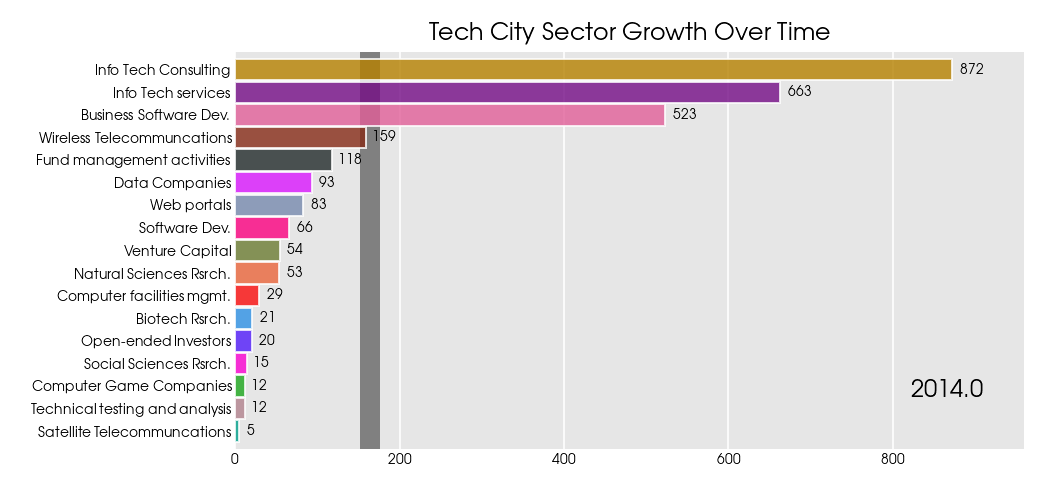 Tech City Sector Growth Over Time
Info Tech Consulting 872
Info Tech services 663
Business Software Dev. 523
Wireless Telecommuncations 159
Fund management activities 118
Data Companies 93
Web portals 83
Software Dev. 66
Venture Capital 54
Natural Sciences Rsrch. 53
Computer facilities mgmt. 29
Biotech Rsrch. 21
Open-ended Investors 20
Social Sciences Rsrch. 15
Computer Game Companies 12
Technical testing and analysis 12
Satellite Telecommuncations 5
2014.0
0 200 400 600 800